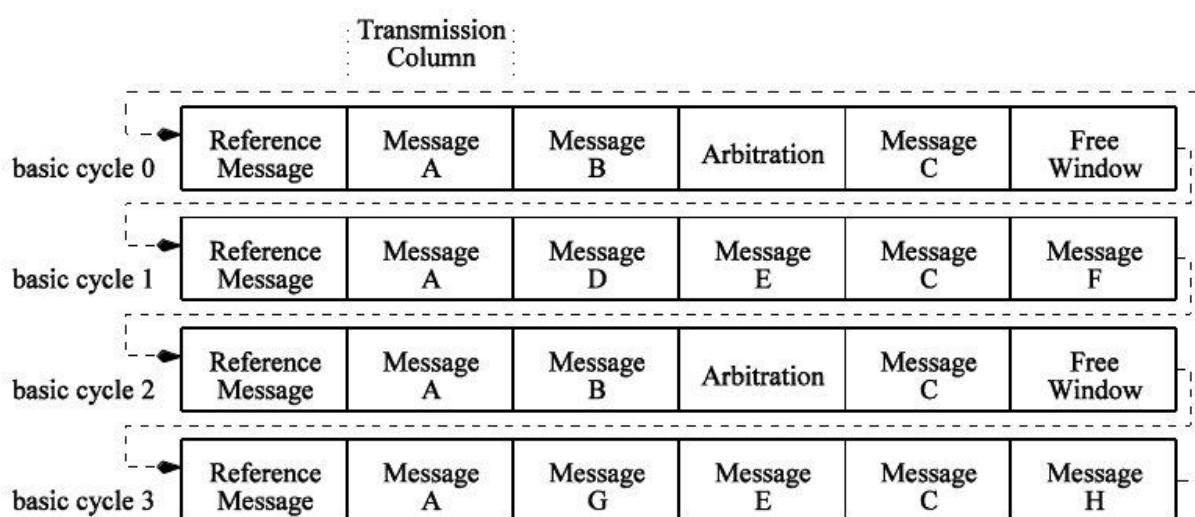 Transmission
Column
Reference Message Message Arbitration Message Free
Message A B C Window
basic cycle 0
Reference Message Message Message Message Message
Message A D E C F
basic cycle 1
Reference Message Message Arbitration Message Free
Message A B C Window
basic cycle 2
Reference Message Message Message Message Message
Message A G E C H
basic cycle 3